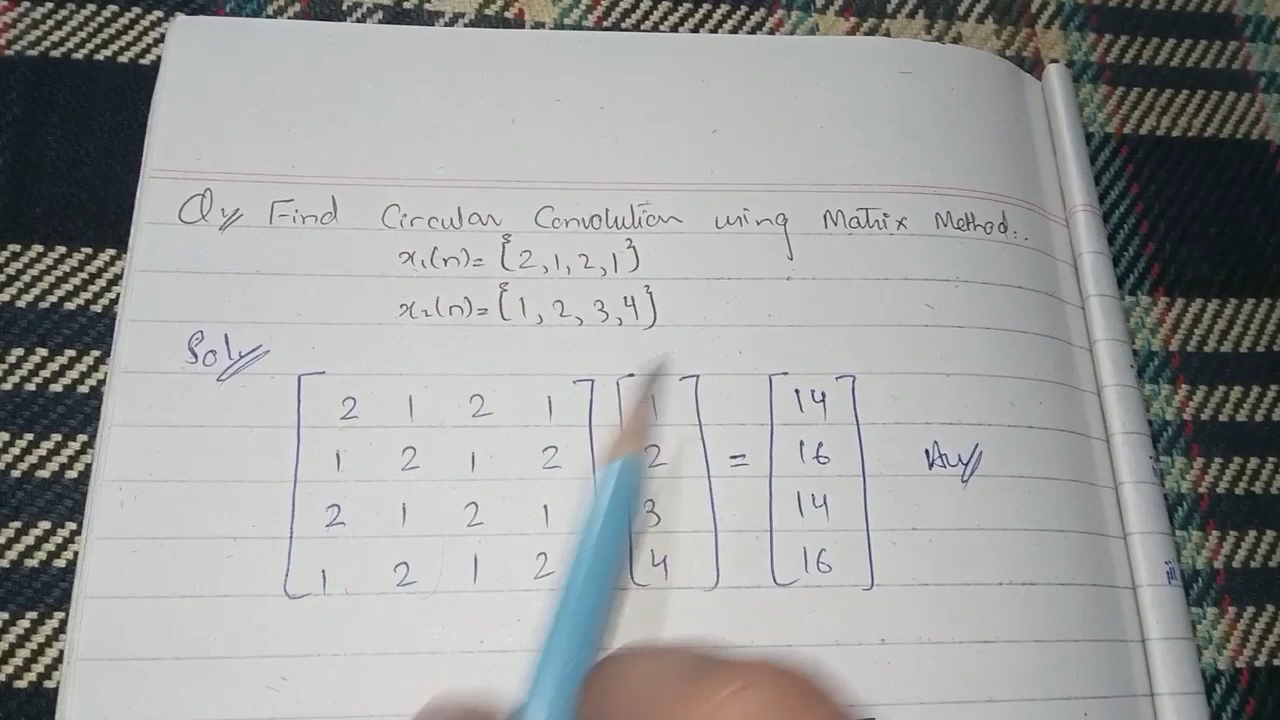 Q Find Circular Convolution using Matrix Method:.
x₁(n)= {2,1,2,1}
x₂(n)= {1,2,3,4}
Sol
[2 1 2 1] [1] [14]
[1 2 1 2] [2] = [16] Ans
[2 1 2 1] [3] [14]
[1 2 1 2] [4] [16]